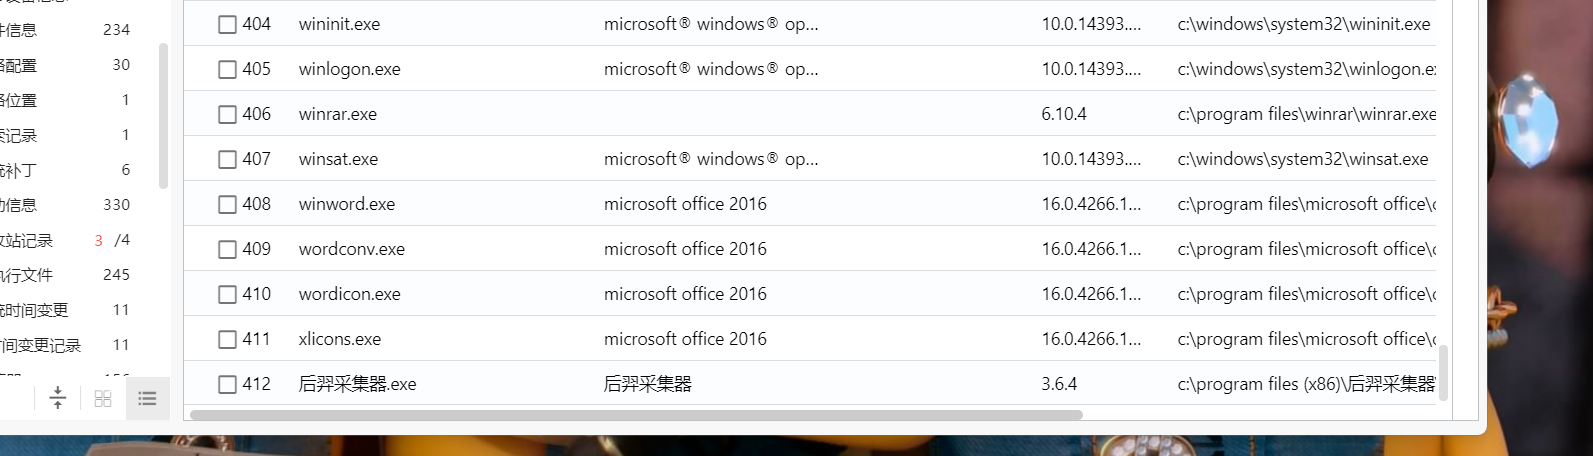 件信息 234
络配置 30
络位置 1
索记录 1
统补丁 6
动信息 330
收站记录 3 /4
执行文件 245
统时间变更 11
时间变更记录 11
404 wininit.exe microsoft® windows® op... 10.0.14393.... c:\windows\system32\wininit.exe
405 winlogon.exe microsoft® windows® op... 10.0.14393.... c:\windows\system32\winlogon.ex
406 winrar.exe 6.10.4 c:\program files\winrar\winrar.exe
407 winsat.exe microsoft® windows® op... 10.0.14393.... c:\windows\system32\winsat.exe
408 winword.exe microsoft office 2016 16.0.4266.1... c:\program files\microsoft office\o
409 wordconv.exe microsoft office 2016 16.0.4266.1... c:\program files\microsoft office\o
410 wordicon.exe microsoft office 2016 16.0.4266.1... c:\program files\microsoft office\o
411 xlicons.exe microsoft office 2016 16.0.4266.1... c:\program files\microsoft office\o
412 后羿采集器.exe 后羿采集器 3.6.4 c:\program files (x86)\后羿采集器\